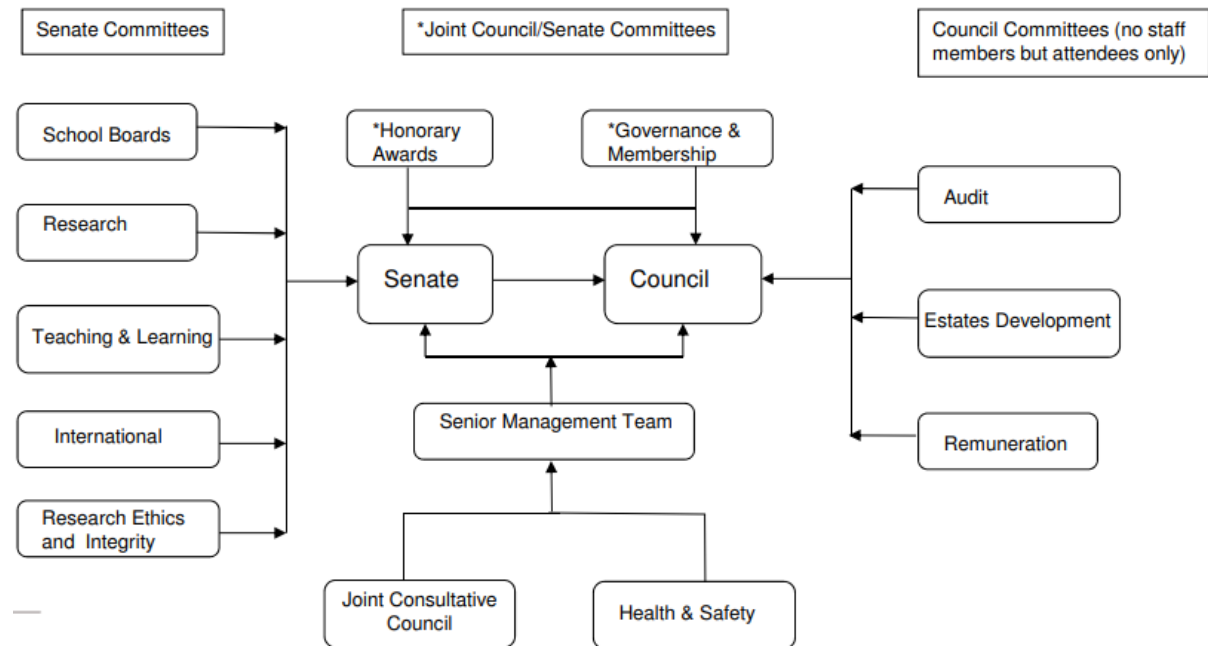 Senate Committees
*Joint Council/Senate Committees
Council Committees (no staff
members but attendees only)
School Boards
Research
Teaching & Learning
International
Research Ethics
and Integrity
*Honorary
Awards
*Governance &
Membership
Senate
Council
Senior Management Team
Joint Consultative
Council
Health & Safety
Audit
Estates Development
Remuneration